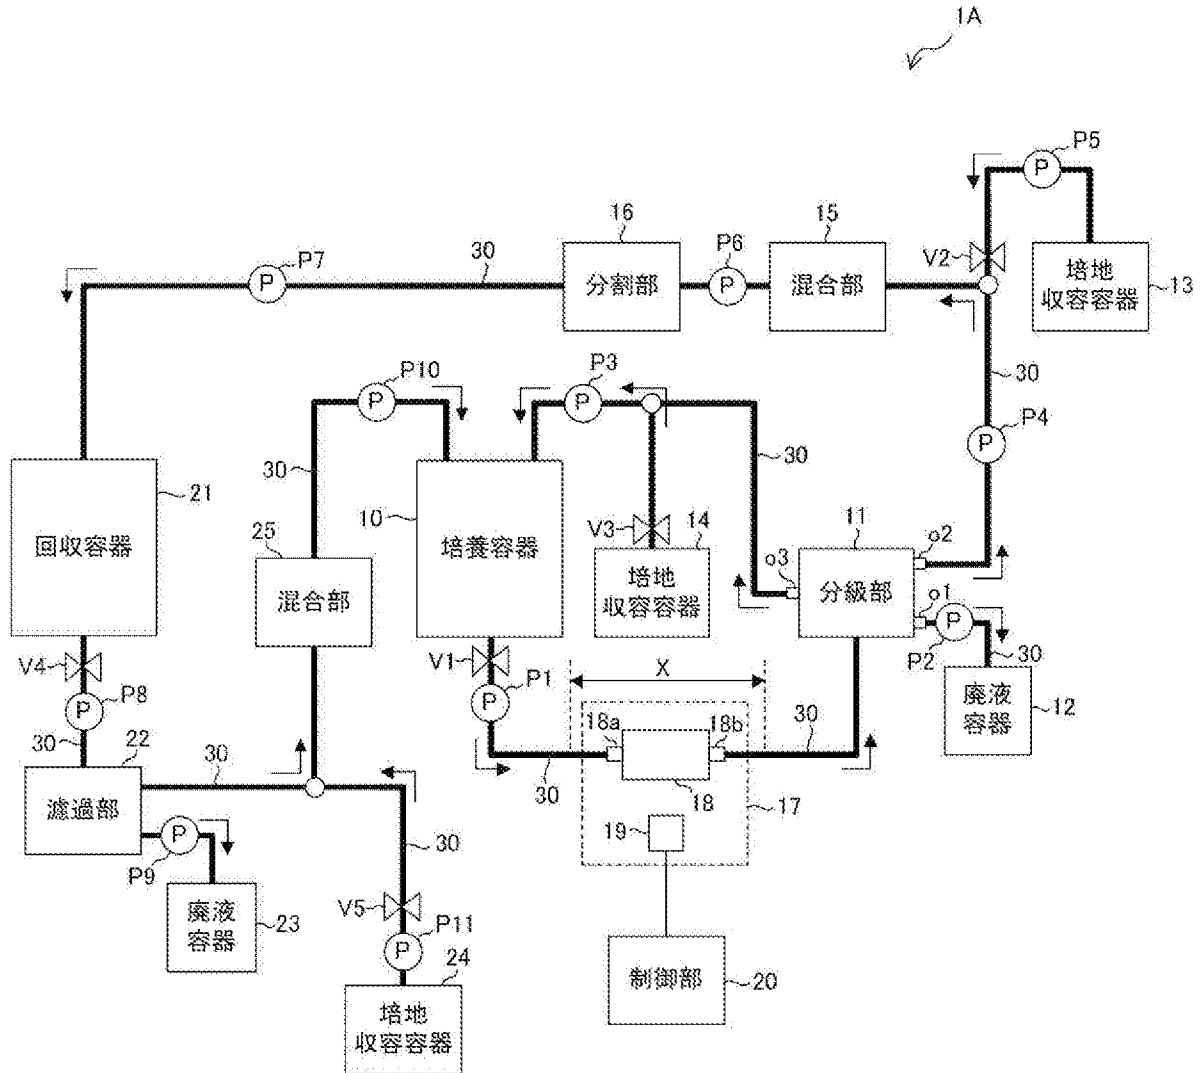 1A
P5
P
16
15
P6
V2
P7
30
P
分割部
P
混合部
培地
収容容器
13
30
P10
P3
P4
P
P
P
30
30
21
10
11
o2
25
V3
14
o3
回収容器
培養容器
混合部
培地
収容容器
分級部
o1
P
V4
V1
P1
P2
30
X
P8
P
P
廃液
容器
12
18a
18b
30
30
22
30
30
18
17
濾過部
19
P
P9
30
廃液
容器
23
V5
P11
P
24
制御部
20
培地
収容容器